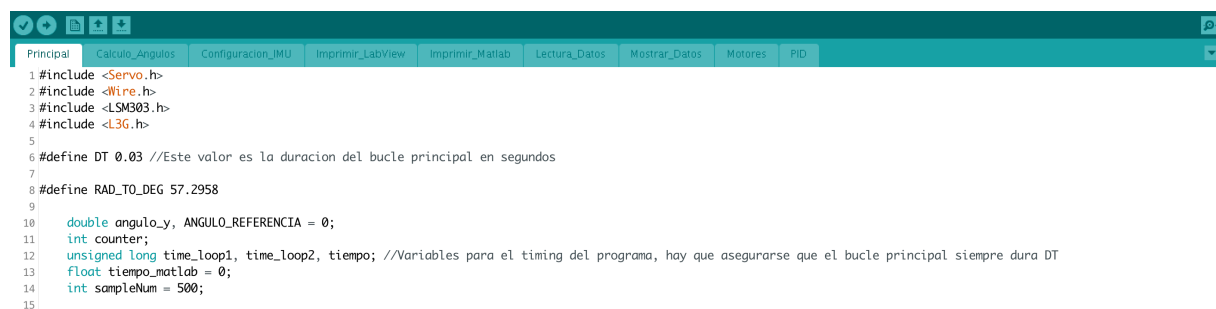 Principal Calculo_Angulos Configuracion_IMU Imprimir_LabView Imprimir_Matlab Lectura_Datos Mostrar_Datos Motores PID
1 #include <Servo.h>
2 #include <Wire.h>
3 #include <LSM303.h>
4 #include <L3G.h>
5
6 #define DT 0.03 //Este valor es la duracion del bucle principal en segundos
7
8 #define RAD_TO_DEG 57.2958
9
10 double angulo_y, ANGULO_REFERENCIA = 0;
11 int counter;
12 unsigned long time_loop1, time_loop2, tiempo; //Variables para el timing del programa, hay que asegurarse que el bucle principal siempre dura DT
13 float tiempo_matlab = 0;
14 int sampleNum = 500;
15